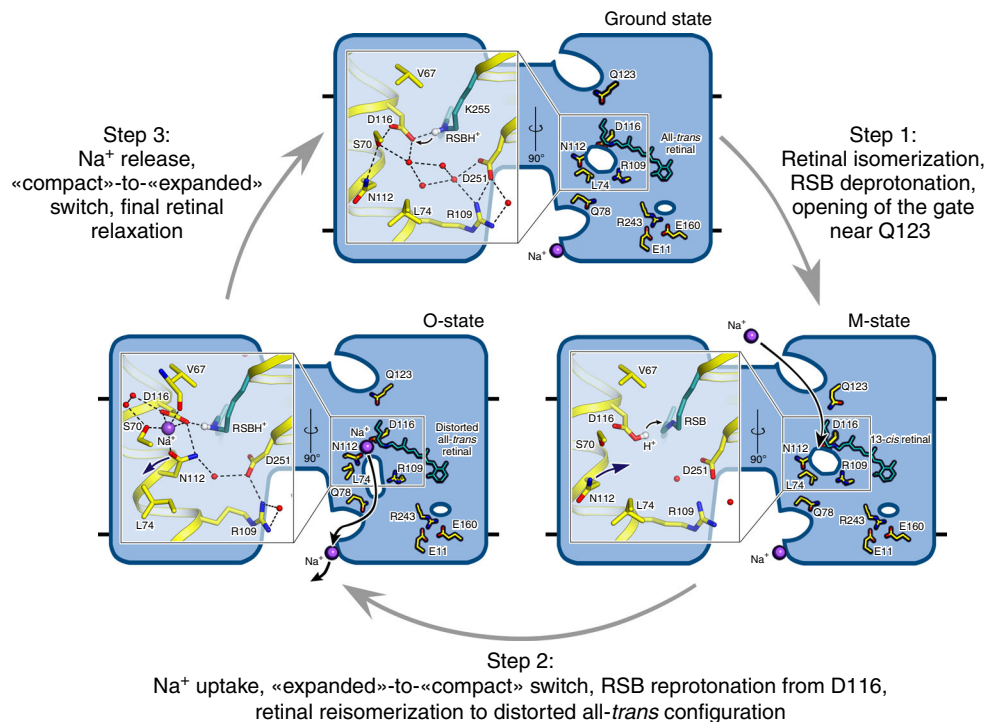 Ground state
V67
K255
D116
RSBH⁺
S70
D251
N112
L74
R109
90°
Q123
D116
All-trans
retinal
N112
R109
L74
Q78
R243
E160
E11
Na⁺
Step 3:
Na⁺ release,
«compact»-to-«expanded»
switch, final retinal
relaxation
Step 1:
Retinal isomerization,
RSB deprotonation,
opening of the gate
near Q123
O-state
V67
D116
S70
Na⁺
RSBH⁺
N112
D251
L74
R109
90°
Q123
D116
Na⁺
Distorted
all-trans
retinal
N112
R109
L74
Q78
R243
E160
E11
Na⁺
M-state
Na⁺
V67
D116
RSB
S70
H⁺
D251
N112
L74
R109
90°
Q123
D116
13-cis retinal
N112
R109
L74
Q78
R243
E160
E11
Na⁺
Step 2:
Na⁺ uptake, «expanded»-to-«compact» switch, RSB reprotonation from D116,
retinal reisomerization to distorted all-trans configuration